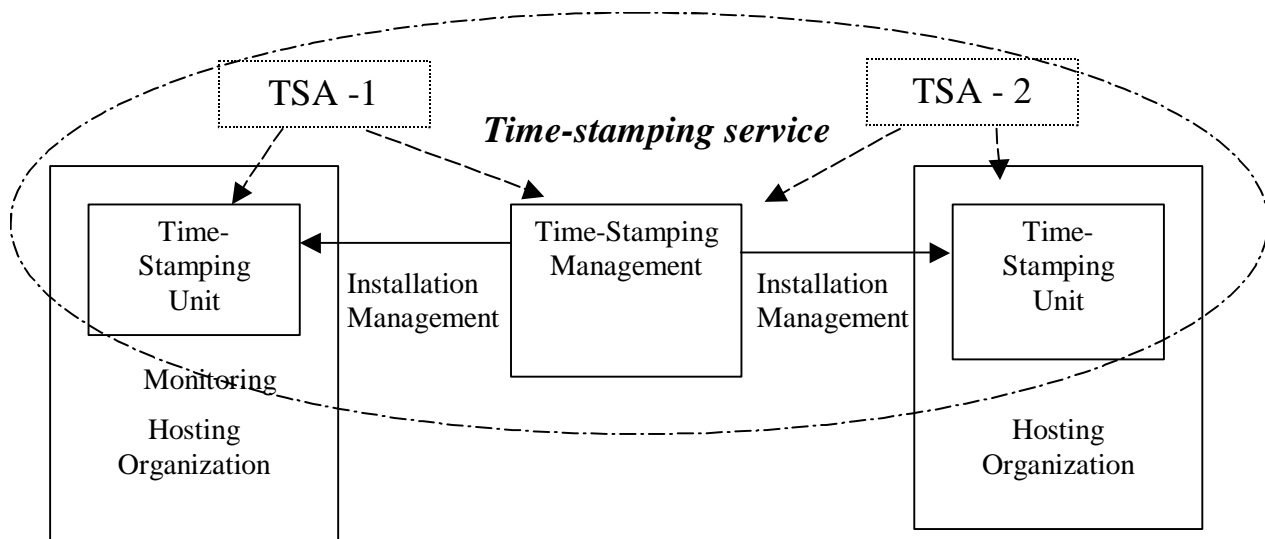 TSA -1
TSA - 2
Time-stamping service
Time-
Stamping
Unit
Time-Stamping
Management
Time-
Stamping
Unit
Installation
Management
Installation
Management
Monitoring
Hosting
Organization
Hosting
Organization